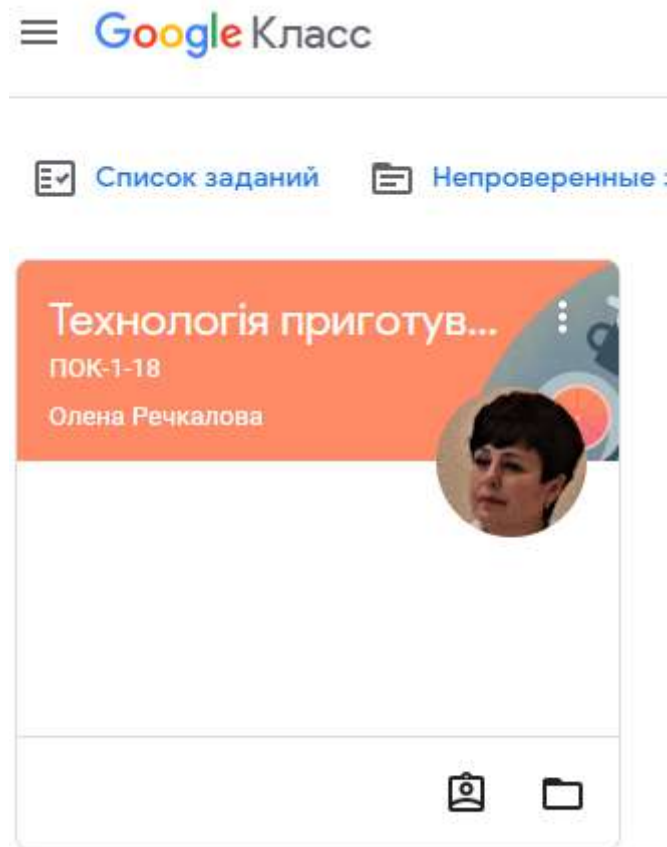 Google Класс
Список заданий
Непроверенные
Технологія приготув...
ПОК-1-18
Олена Речкалова